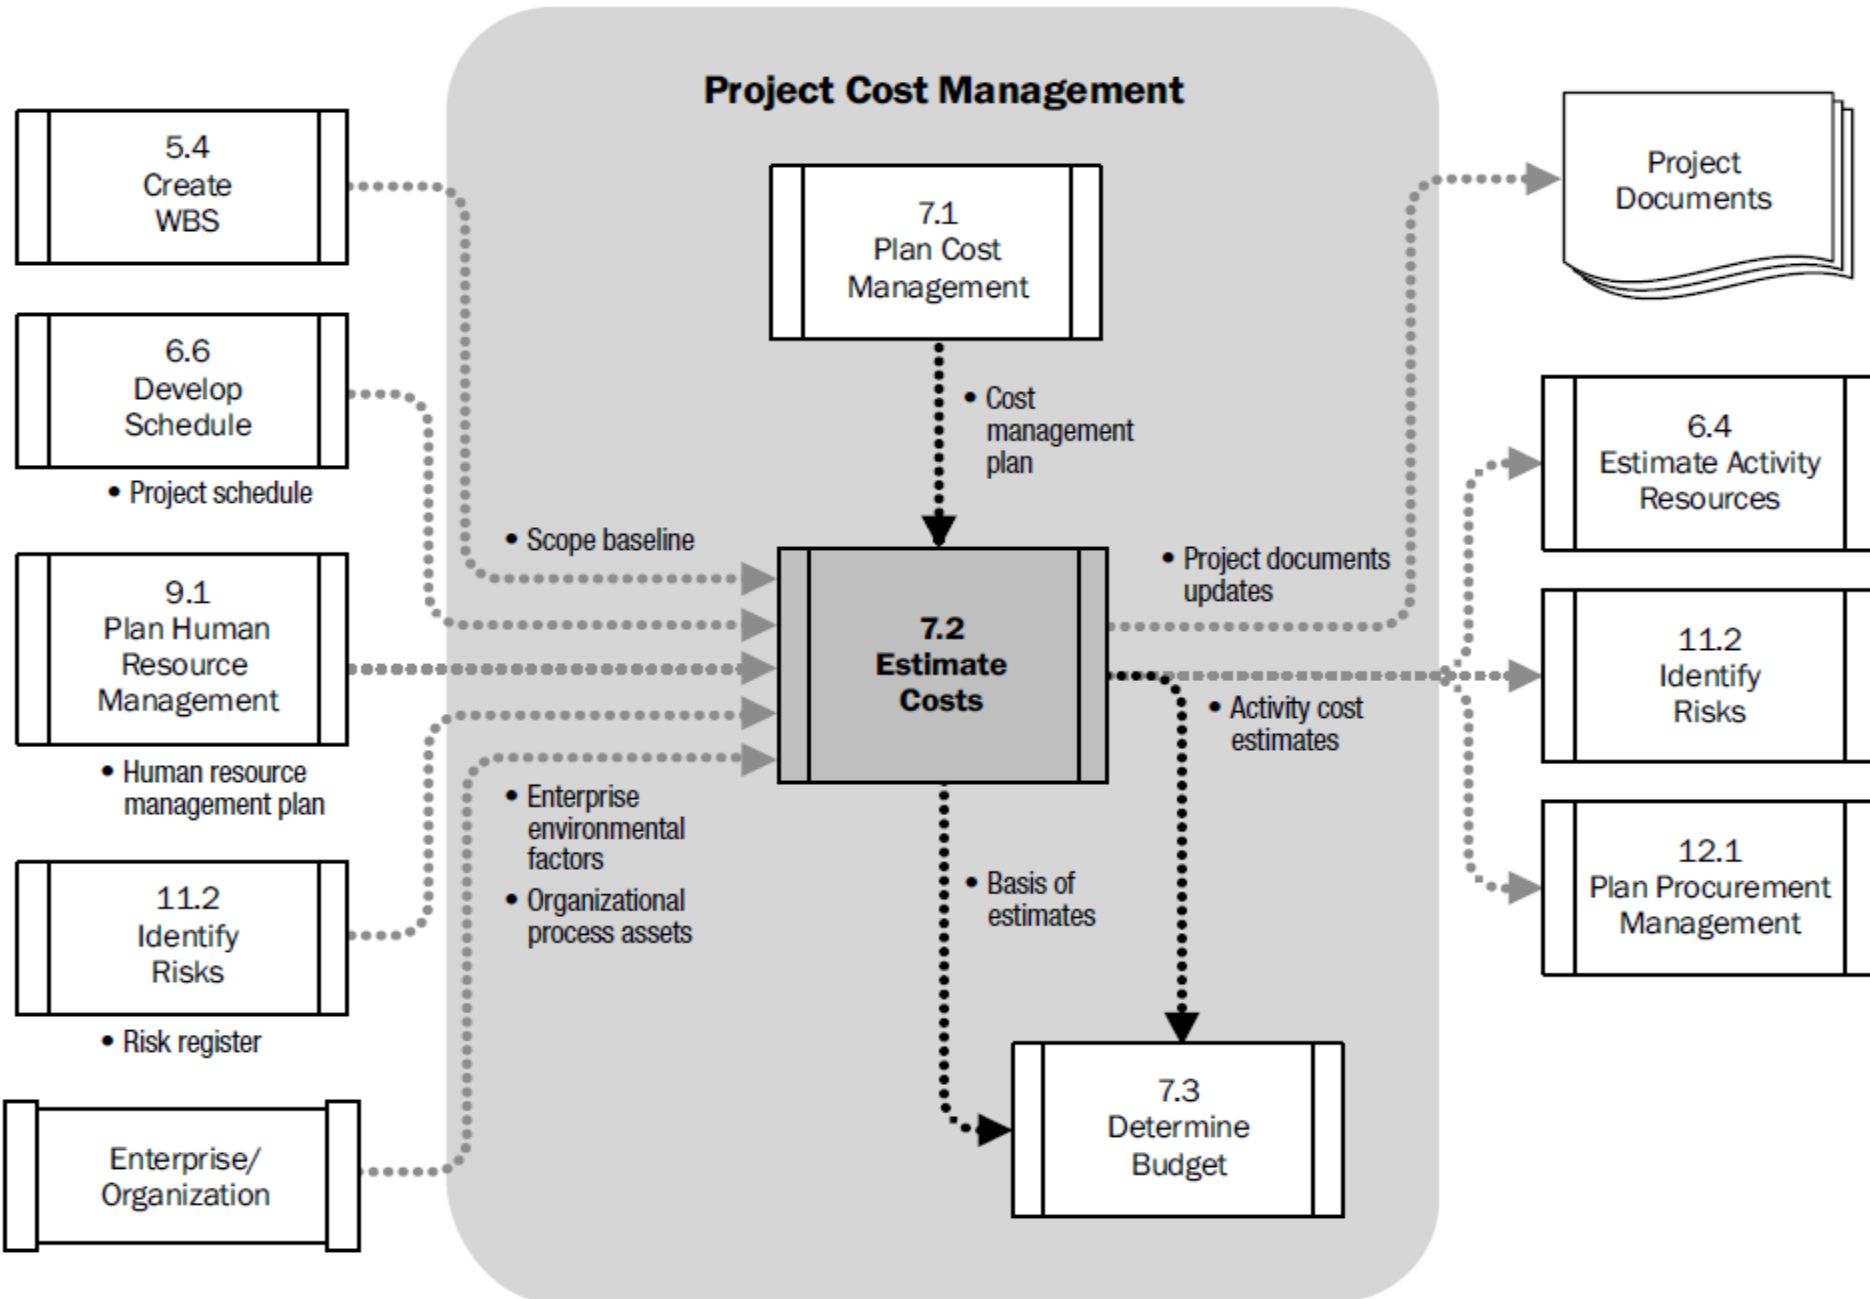 Project Cost Management
5.4
Create
WBS
6.6
Develop
Schedule
• Project schedule
9.1
Plan Human
Resource
Management
• Human resource
management plan
11.2
Identify
Risks
• Risk register
Enterprise/
Organization
7.1
Plan Cost
Management
• Cost
management
plan
• Scope baseline
• Enterprise
environmental
factors
• Organizational
process assets
7.2
Estimate
Costs
• Project documents
updates
• Activity cost
estimates
• Basis of
estimates
7.3
Determine
Budget
Project
Documents
6.4
Estimate Activity
Resources
11.2
Identify
Risks
12.1
Plan Procurement
Management